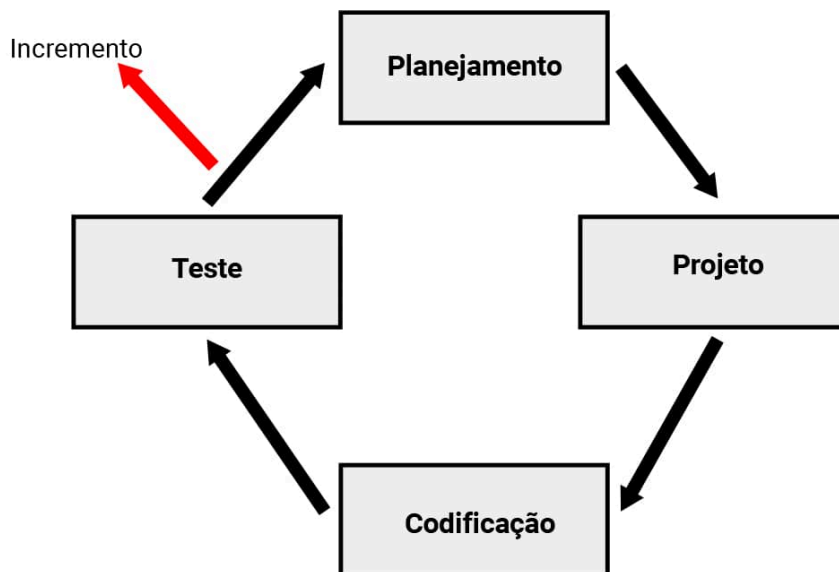 Incremento
Planejamento
Teste
Projeto
Codificação